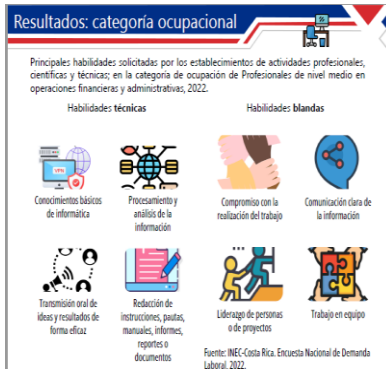 Resultados: categoría ocupacional
Principales habilidades solicitadas por los establecimientos de actividades profesionales,
científicas y técnicas; en la categoría de ocupación de Profesionales de nivel medio en
operaciones financieras y administrativas, 2022.
Habilidades técnicas
Habilidades blandas
VPN
Conocimientos básicos
de informática
Procesamiento y
análisis de la
información
Compromiso con la
realización del trabajo
Comunicación clara de
la información
Transmisión oral de
ideas y resultados de
forma eficaz
Redacción de
instrucciones, pautas,
manuales, informes,
reportes o
documentos
Liderazgo de personas
o de proyectos
Trabajo en equipo
Fuente: INEC-Costa Rica. Encuesta Nacional de Demanda
Laboral, 2022.